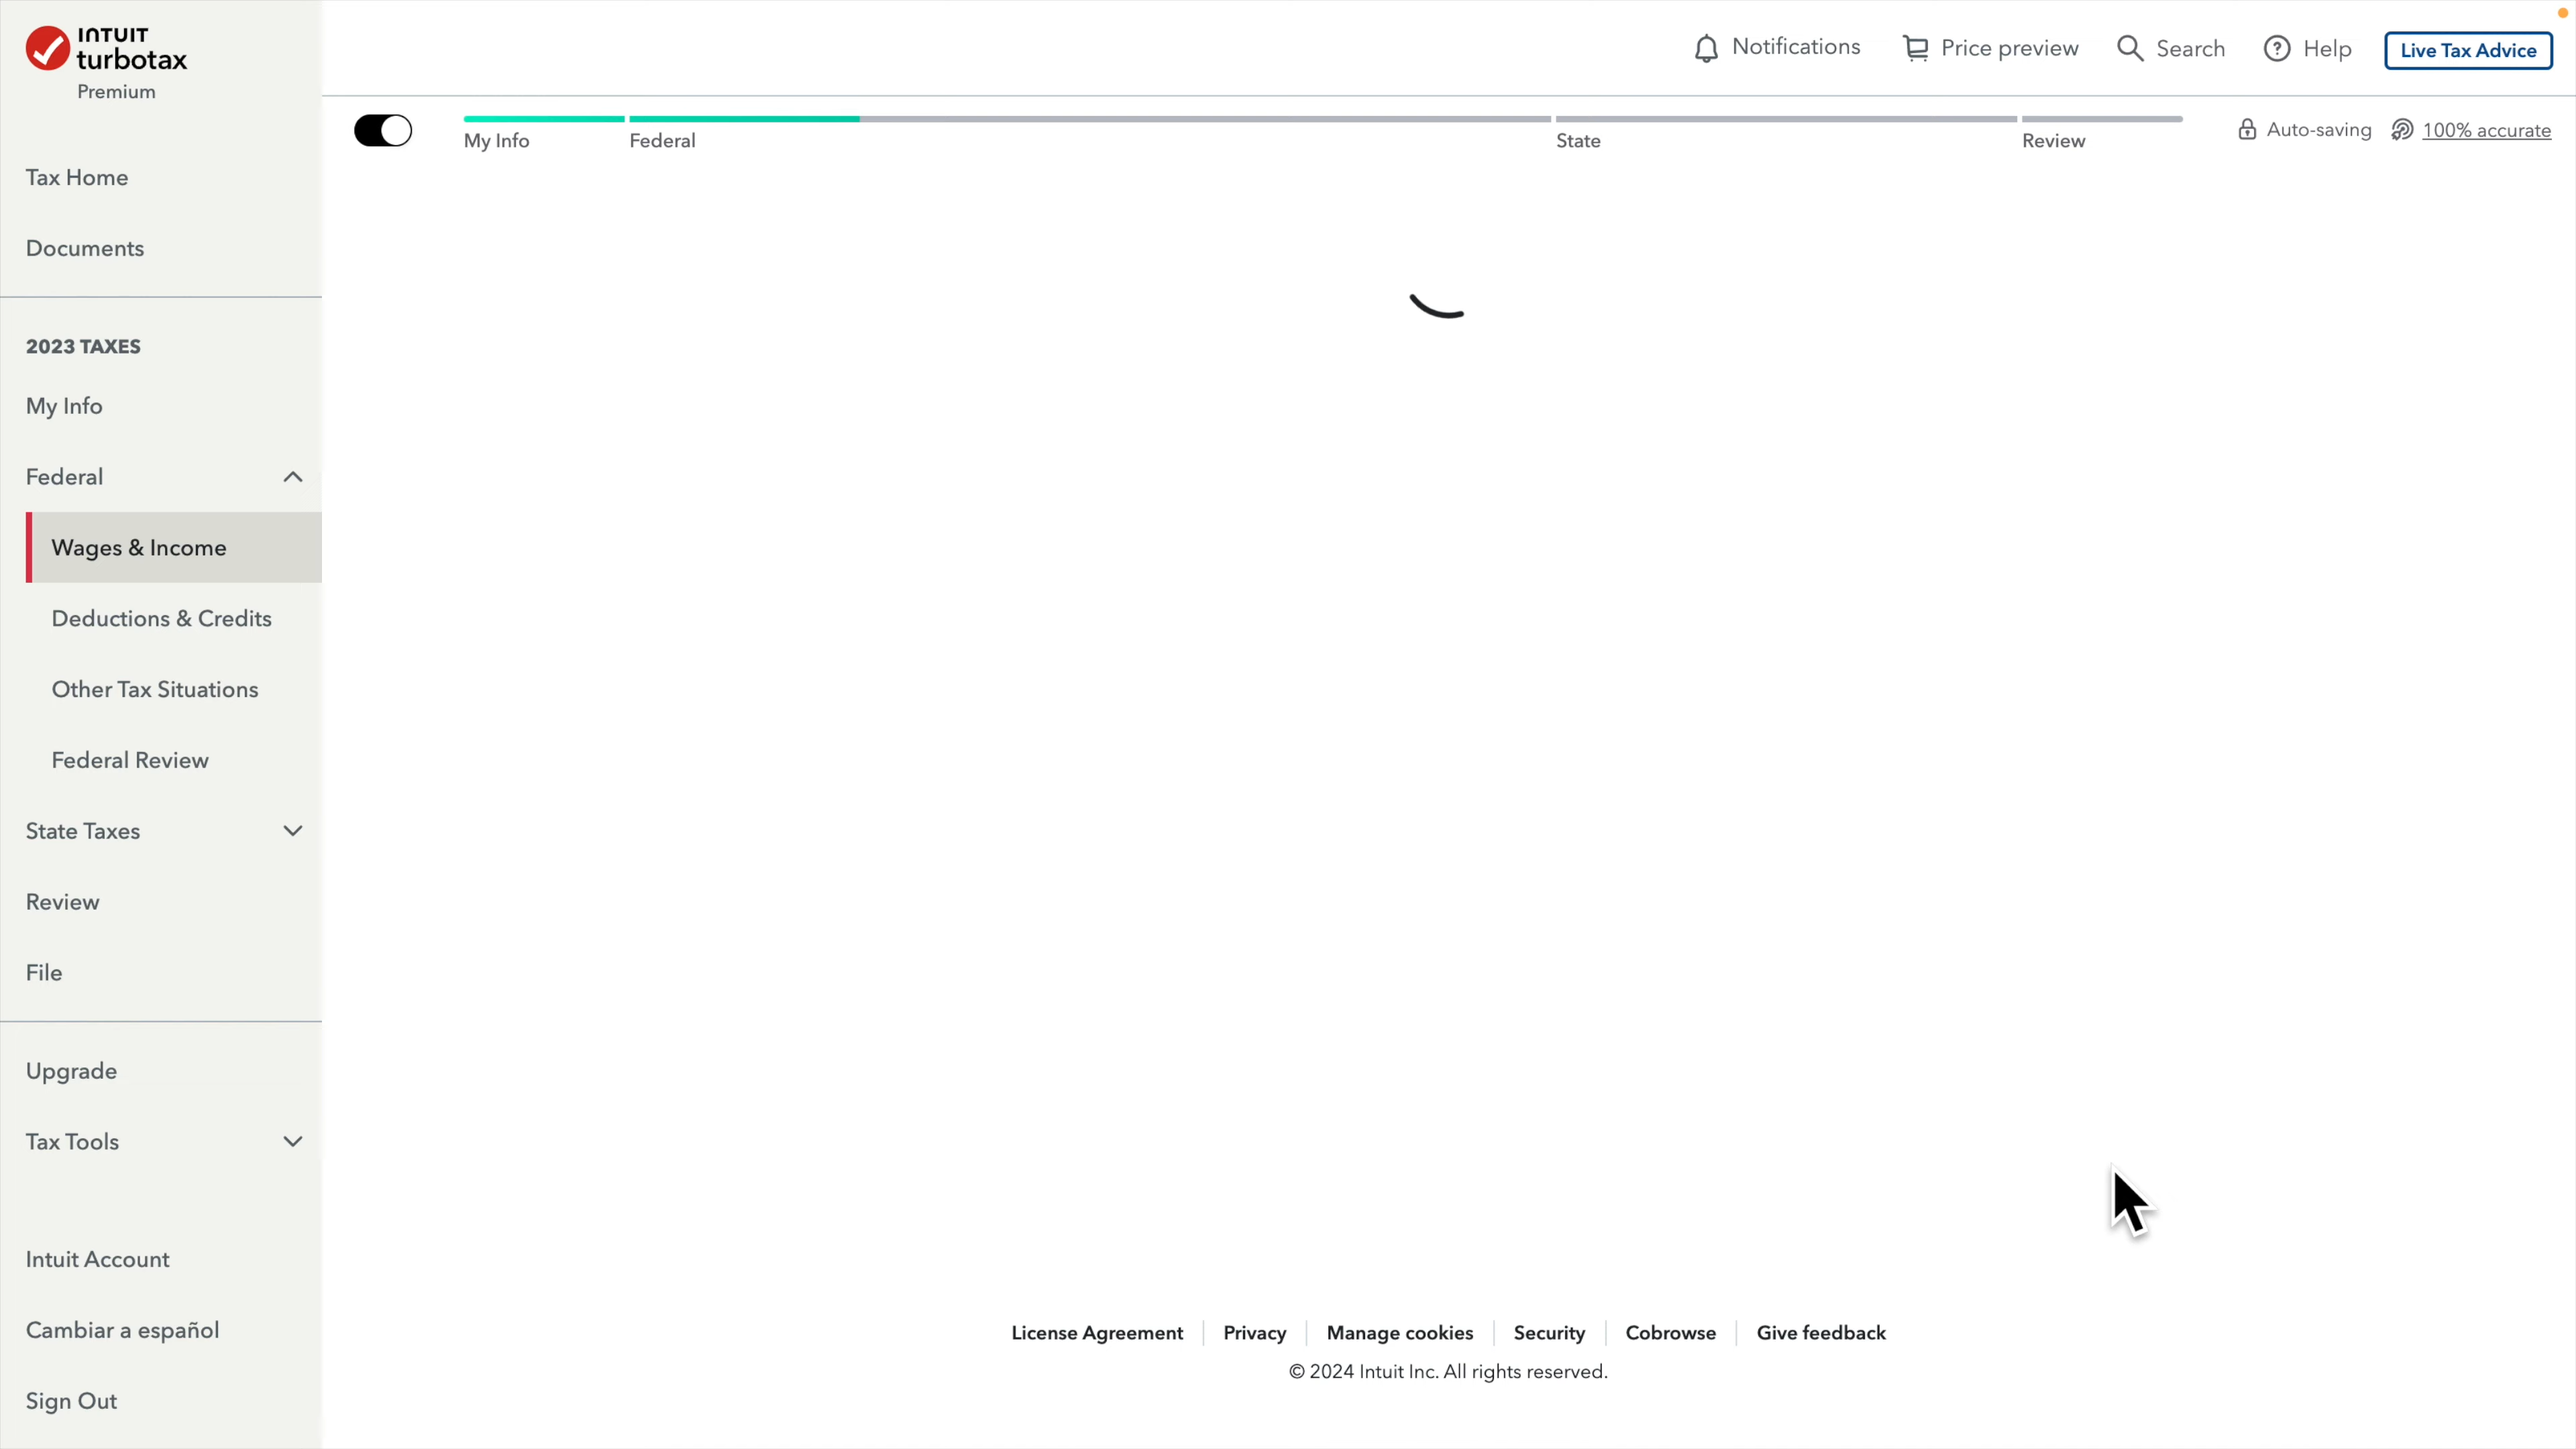 INTUIT
turbotax
Premium
Notifications
Price preview
Search
Help
Live Tax Advice
My Info
Federal
State
Review
Auto-saving
100% accurate
Tax Home
Documents
2023 TAXES
My Info
Federal
Wages & Income
Deductions & Credits
Other Tax Situations
Federal Review
State Taxes
Review
File
Upgrade
Tax Tools
Intuit Account
Cambiar a español
Sign Out
License Agreement
Privacy
Manage cookies
Security
Cobrowse
Give feedback
© 2024 Intuit Inc. All rights reserved.